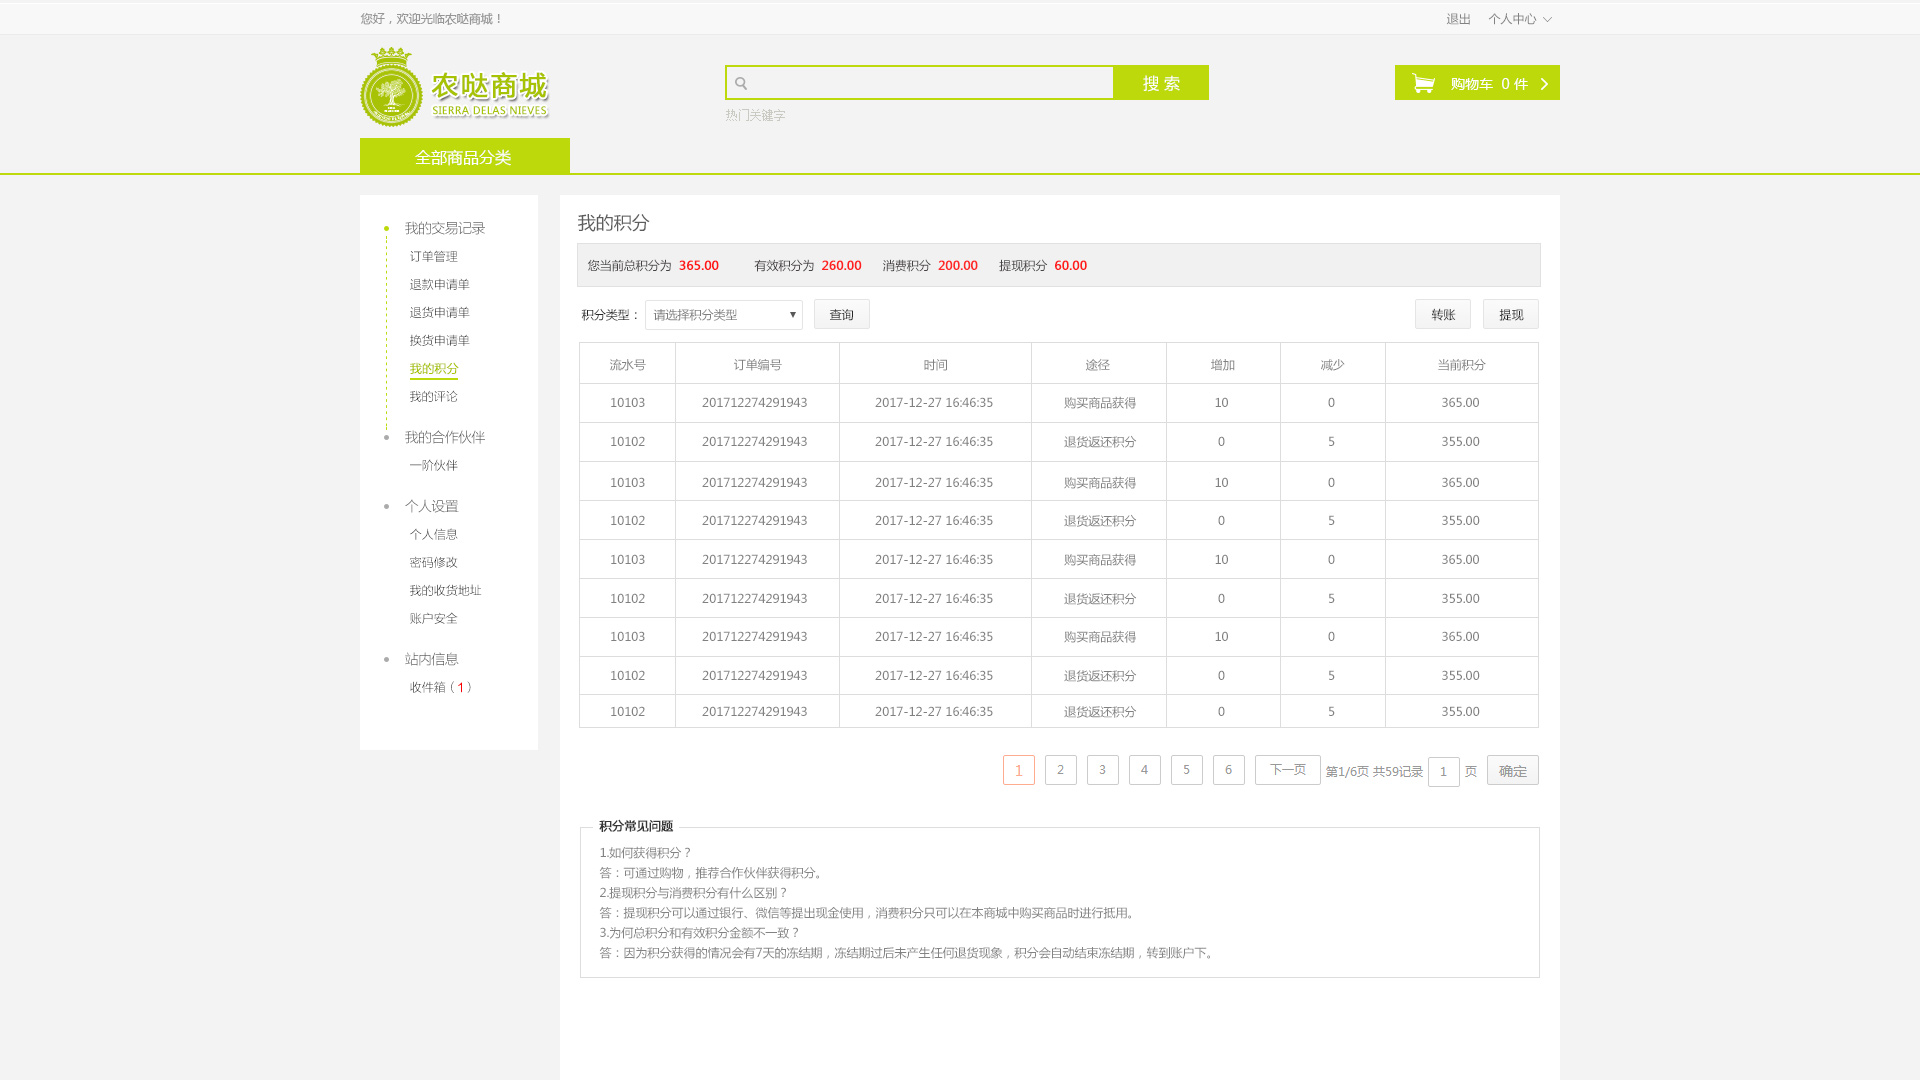 您好，欢迎光临农哒商城！
退出 个人中心
农哒商城
SIERRA DELAS NIEVES
搜 索
购物车 0 件
热门关键字
全部商品分类
我的交易记录
订单管理
退款申请单
退货申请单
换货申请单
我的积分
我的评论
我的合作伙伴
一阶伙伴
个人设置
个人信息
密码修改
我的收货地址
账户安全
站内信息
收件箱（1）
我的积分
您当前总积分为 365.00 有效积分为 260.00 消费积分 200.00 提现积分 60.00
积分类型： 请选择积分类型 查询 转账 提现
流水号 订单编号 时间 途径 增加 减少 当前积分
10103 201712274291943 2017-12-27 16:46:35 购买商品获得 10 0 365.00
10102 201712274291943 2017-12-27 16:46:35 退货返还积分 0 5 355.00
10103 201712274291943 2017-12-27 16:46:35 购买商品获得 10 0 365.00
10102 201712274291943 2017-12-27 16:46:35 退货返还积分 0 5 355.00
10103 201712274291943 2017-12-27 16:46:35 购买商品获得 10 0 365.00
10102 201712274291943 2017-12-27 16:46:35 退货返还积分 0 5 355.00
10103 201712274291943 2017-12-27 16:46:35 购买商品获得 10 0 365.00
10102 201712274291943 2017-12-27 16:46:35 退货返还积分 0 5 355.00
10102 201712274291943 2017-12-27 16:46:35 退货返还积分 0 5 355.00
1 2 3 4 5 6 下一页 第1/6页 共59记录 1 页 确定
积分常见问题
1.如何获得积分？
答：可通过购物，推荐合作伙伴获得积分。
2.提现积分与消费积分有什么区别？
答：提现积分可以通过银行、微信等提出现金使用，消费积分只可以在本商城中购买商品时进行抵用。
3.为何总积分和有效积分金额不一致？
答：因为积分获得的情况会有7天的冻结期，冻结期过后未产生任何退货现象，积分会自动结束冻结期，转到账户下。